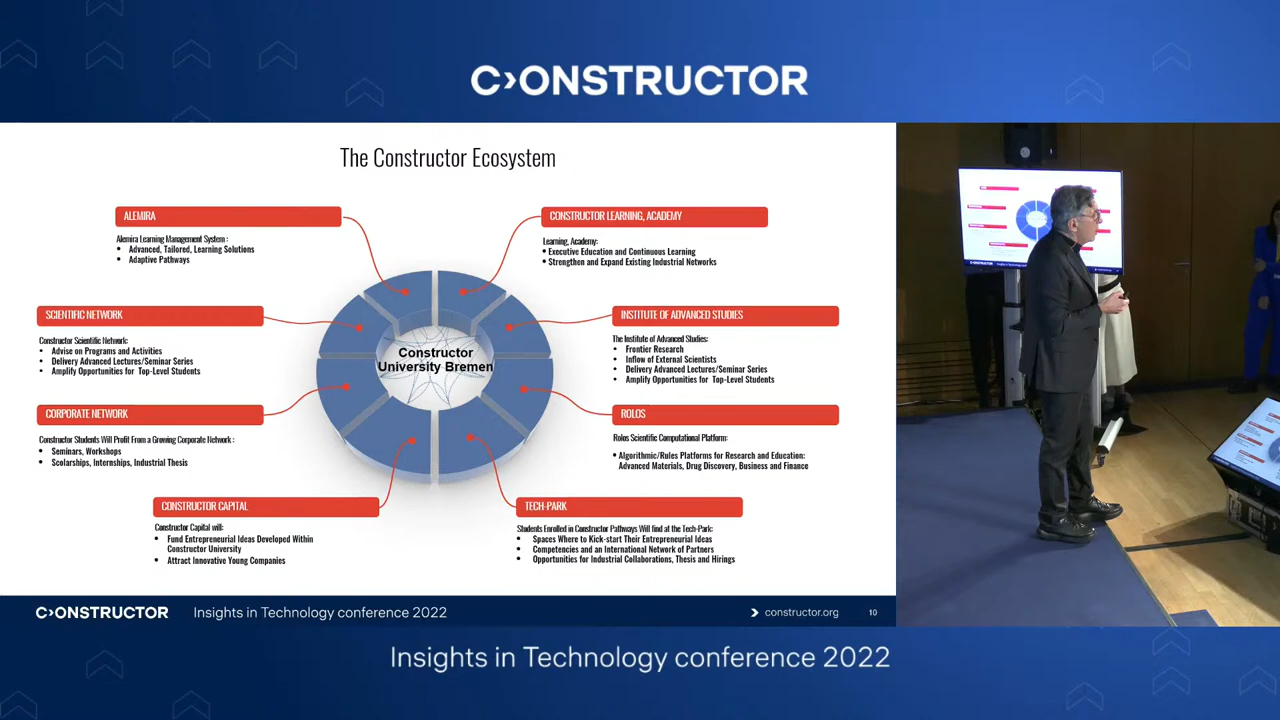 C›ONSTRUCTOR
The Constructor Ecosystem
ALEMIRA
Alemira Learning Management System :
• Advanced, Tailored, Learning Solutions
• Adaptive Pathways
CONSTRUCTOR LEARNING, ACADEMY
Learning, Academy:
• Executive Education and Continuous Learning
• Strengthen and Expand Existing Industrial Networks
SCIENTIFIC NETWORK
Constructor Scientific Network:
• Advise on Programs and Activities
• Delivery Advanced Lectures/Seminar Series
• Amplify Opportunities for Top-Level Students
INSTITUTE OF ADVANCED STUDIES
The Institute of Advanced Studies:
• Frontier Research
• Inflow of External Scientists
• Delivery Advanced Lectures/Seminar Series
• Amplify Opportunities for Top-Level Students
Constructor
University Bremen
CORPORATE NETWORK
Constructor Students Will Profit From a Growing Corporate Network :
• Seminars, Workshops
• Scolarships, Internships, Industrial Thesis
ROLOS
Rolos Scientific Computational Platform:
• Algorithmic/Rules Platforms for Research and Education:
Advanced Materials, Drug Discovery, Business and Finance
CONSTRUCTOR CAPITAL
Constructor Capital will:
• Fund Entrepreneurial Ideas Developed Within
Constructor University
• Attract Innovative Young Companies
TECH-PARK
Students Enrolled in Constructor Pathways Will find at the Tech-Park:
• Spaces Where to Kick-start Their Entrepreneurial Ideas
• Competencies and an International Network of Partners
• Opportunities for Industrial Collaborations, Thesis and Hirings
C›ONSTRUCTOR
Insights in Technology conference 2022
constructor.org
10
Insights in Technology conference 2022